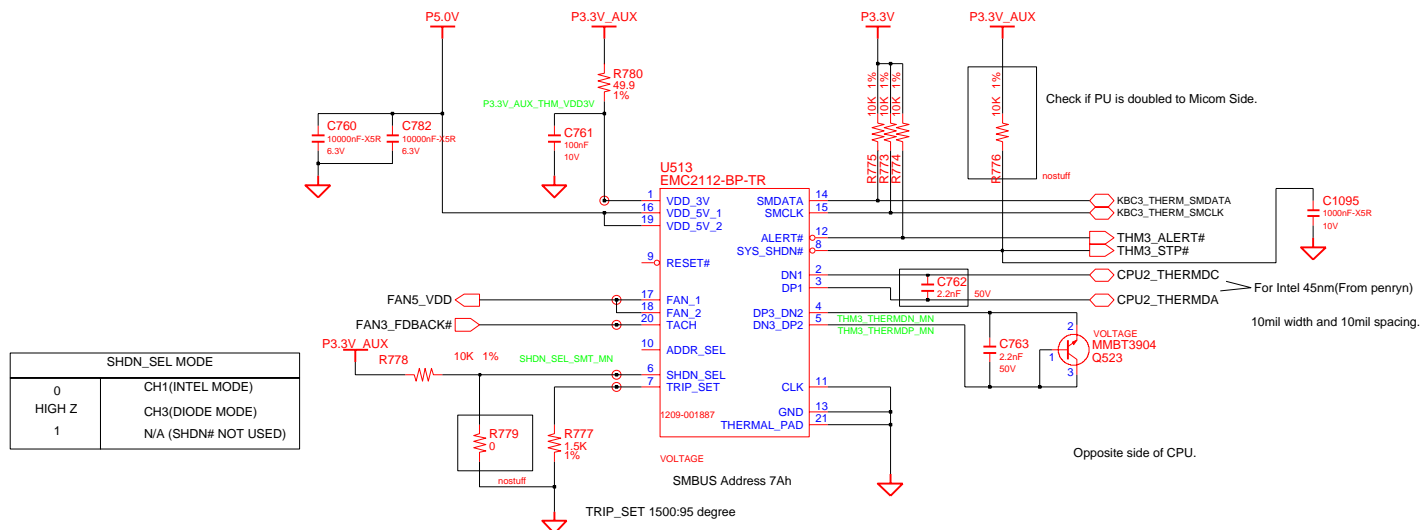 P5.0V
P3.3V_AUX
P3.3V
P3.3V_AUX
R780
49.9
1%
P3.3V_AUX_THM_VDD3V
C760
10000nF-X5R
6.3V
C782
10000nF-X5R
6.3V
C761
100nF
10V
10K 1%
10K 1%
10K 1%
10K 1%
R775
R773
R774
R776
nostuff
Check if PU is doubled to Micom Side.
U513
EMC2112-BP-TR
1 VDD_3V
16 VDD_5V_1
19 VDD_5V_2
9 RESET#
17 FAN_1
18 FAN_2
20 TACH
10 ADDR_SEL
6 SHDN_SEL
7 TRIP_SET
SMDATA 14
SMCLK 15
ALERT# 12
SYS_SHDN# 8
DN1 2
DP1 3
DP3_DN2 4
DN3_DP2 5
CLK 11
GND 13
THERMAL_PAD 21
1209-001887
VOLTAGE
SMBUS Address 7Ah
KBC3_THERM_SMDATA
KBC3_THERM_SMCLK
THM3_ALERT#
THM3_STP#
CPU2_THERMDC
CPU2_THERMDA
C1095
1000nF-X5R
10V
C762
2.2nF 50V
For Intel 45nm(From penryn)
10mil width and 10mil spacing.
THM3_THERMDN_MN
THM3_THERMDP_MN
C763
2.2nF
50V
2
VOLTAGE
MMBT3904
Q523
1
3
Opposite side of CPU.
FAN5_VDD
FAN3_FDBACK#
P3.3V_AUX
R778
10K 1%
SHDN_SEL_SMT_MN
R779
0
nostuff
R777
1.5K
1%
TRIP_SET 1500:95 degree
SHDN_SEL MODE
0 CH1(INTEL MODE)
HIGH Z CH3(DIODE MODE)
1 N/A (SHDN# NOT USED)